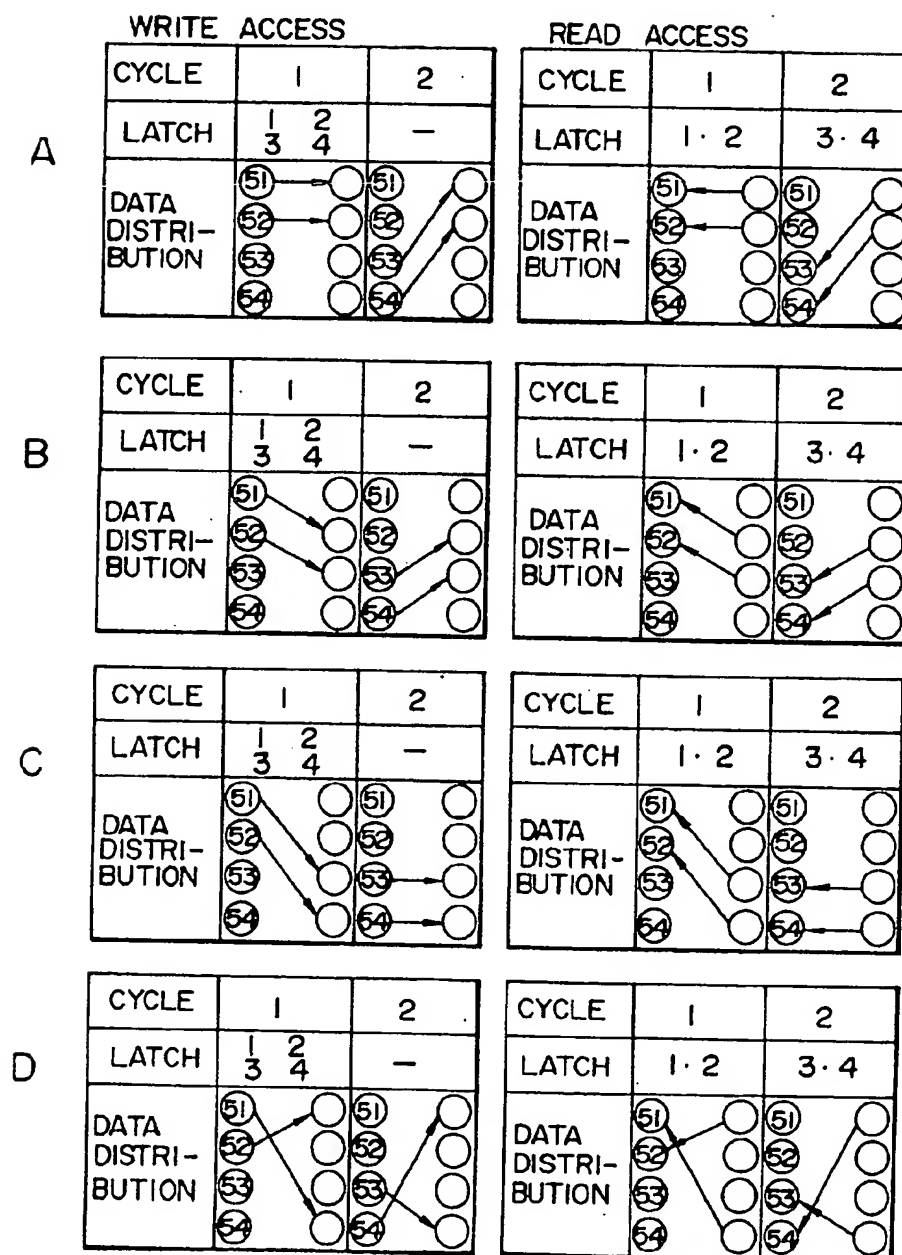 WRITE ACCESS
CYCLE 1 2
LATCH 1 2 3 4 —
A
DATA DISTRI-BUTION
51 51
52 52
53 53
54 54
READ ACCESS
CYCLE 1 2
LATCH 1·2 3·4
DATA DISTRI-BUTION
51 51
52 52
53 53
54 54
B
CYCLE 1 2
LATCH 1 2 3 4 —
DATA DISTRI-BUTION
51 51
52 52
53 53
54 54
CYCLE 1 2
LATCH 1·2 3·4
DATA DISTRI-BUTION
51 51
52 52
53 53
54 54
C
CYCLE 1 2
LATCH 1 2 3 4 —
DATA DISTRI-BUTION
51 51
52 52
53 53
54 54
CYCLE 1 2
LATCH 1·2 3·4
DATA DISTRI-BUTION
51 51
52 52
53 53
54 54
D
CYCLE 1 2
LATCH 1 2 3 4 —
DATA DISTRI-BUTION
51 51
52 52
53 53
54 54
CYCLE 1 2
LATCH 1·2 3·4
DATA DISTRI-BUTION
51 51
52 52
53 53
54 54